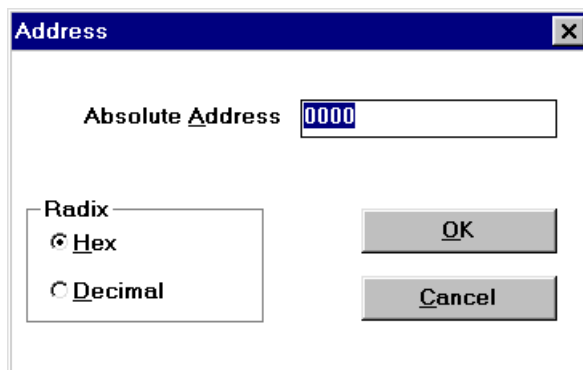 Address
Absolute Address 0000
Radix
Hex
OK
Decimal
Cancel